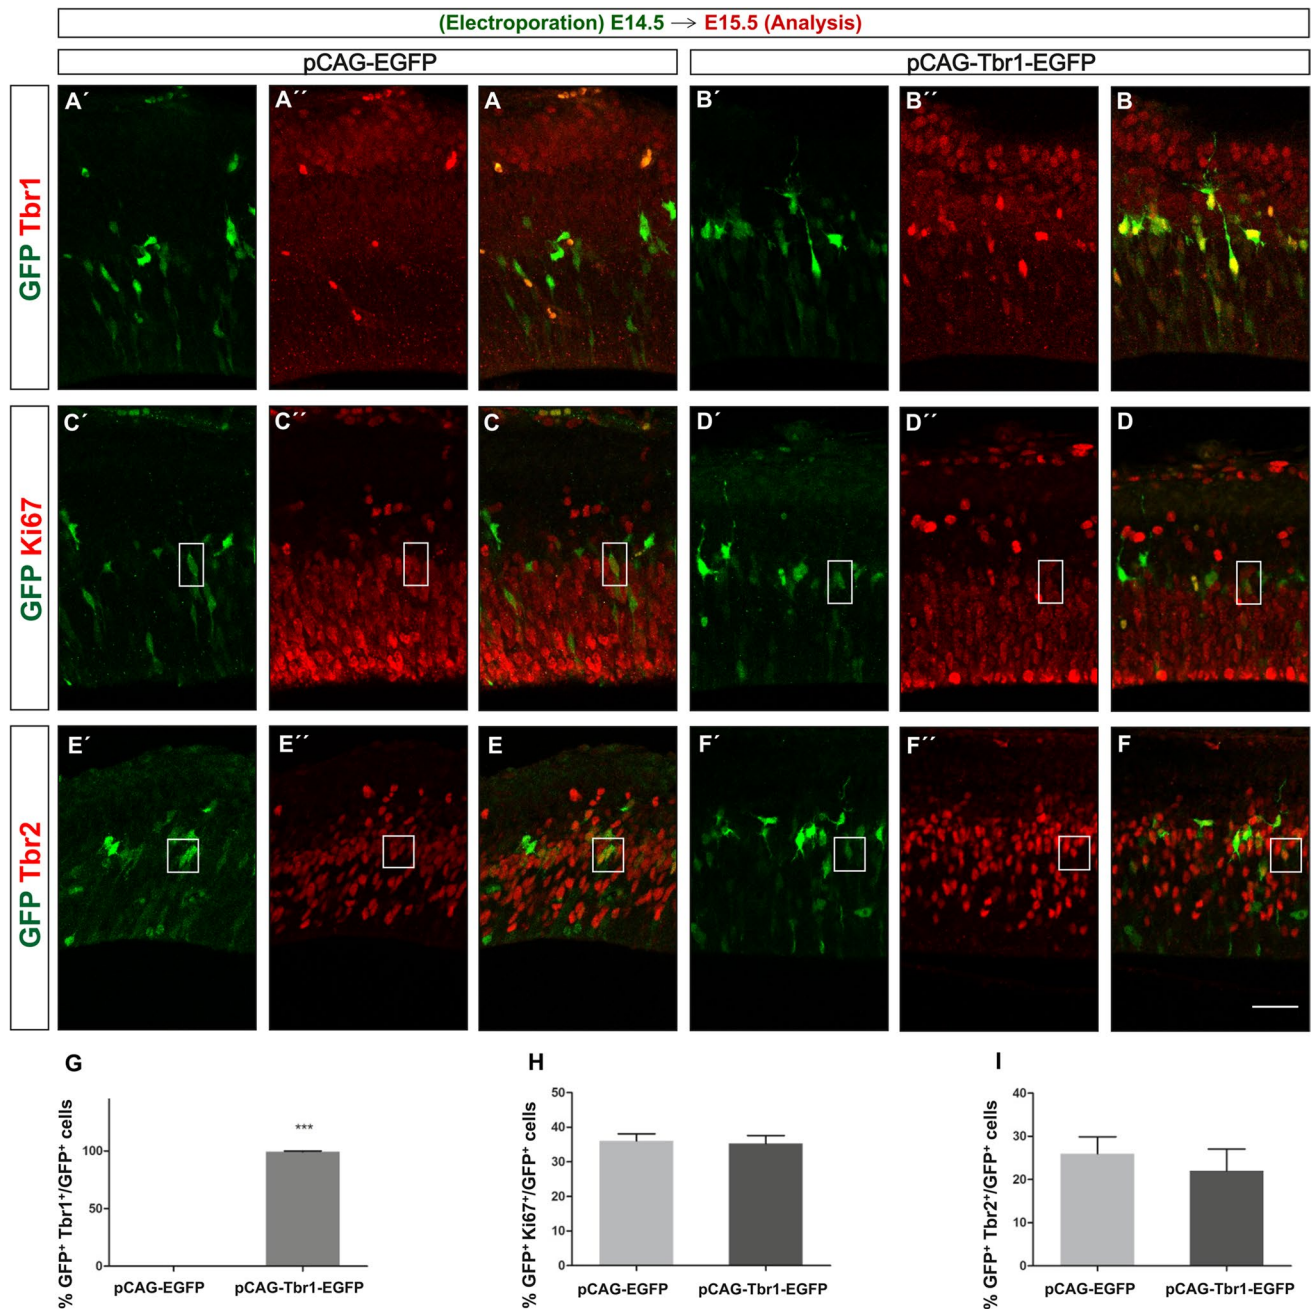 (Electroporation) E14.5 → E15.5 (Analysis)
pCAG-EGFP
pCAG-Tbr1-EGFP
GFP Tbr1
A´
A´´
A
B´
B´´
B
GFP Ki67
C´
C´´
C
D´
D´´
D
GFP Tbr2
E´
E´´
E
F´
F´´
F
G
% GFP⁺ Tbr1⁺/GFP⁺ cells
100
50
0
***
pCAG-EGFP
pCAG-Tbr1-EGFP
H
% GFP⁺ Ki67⁺/GFP⁺ cells
50
40
30
20
10
0
pCAG-EGFP
pCAG-Tbr1-EGFP
I
% GFP⁺ Tbr2⁺/GFP⁺ cells
40
30
20
10
0
pCAG-EGFP
pCAG-Tbr1-EGFP